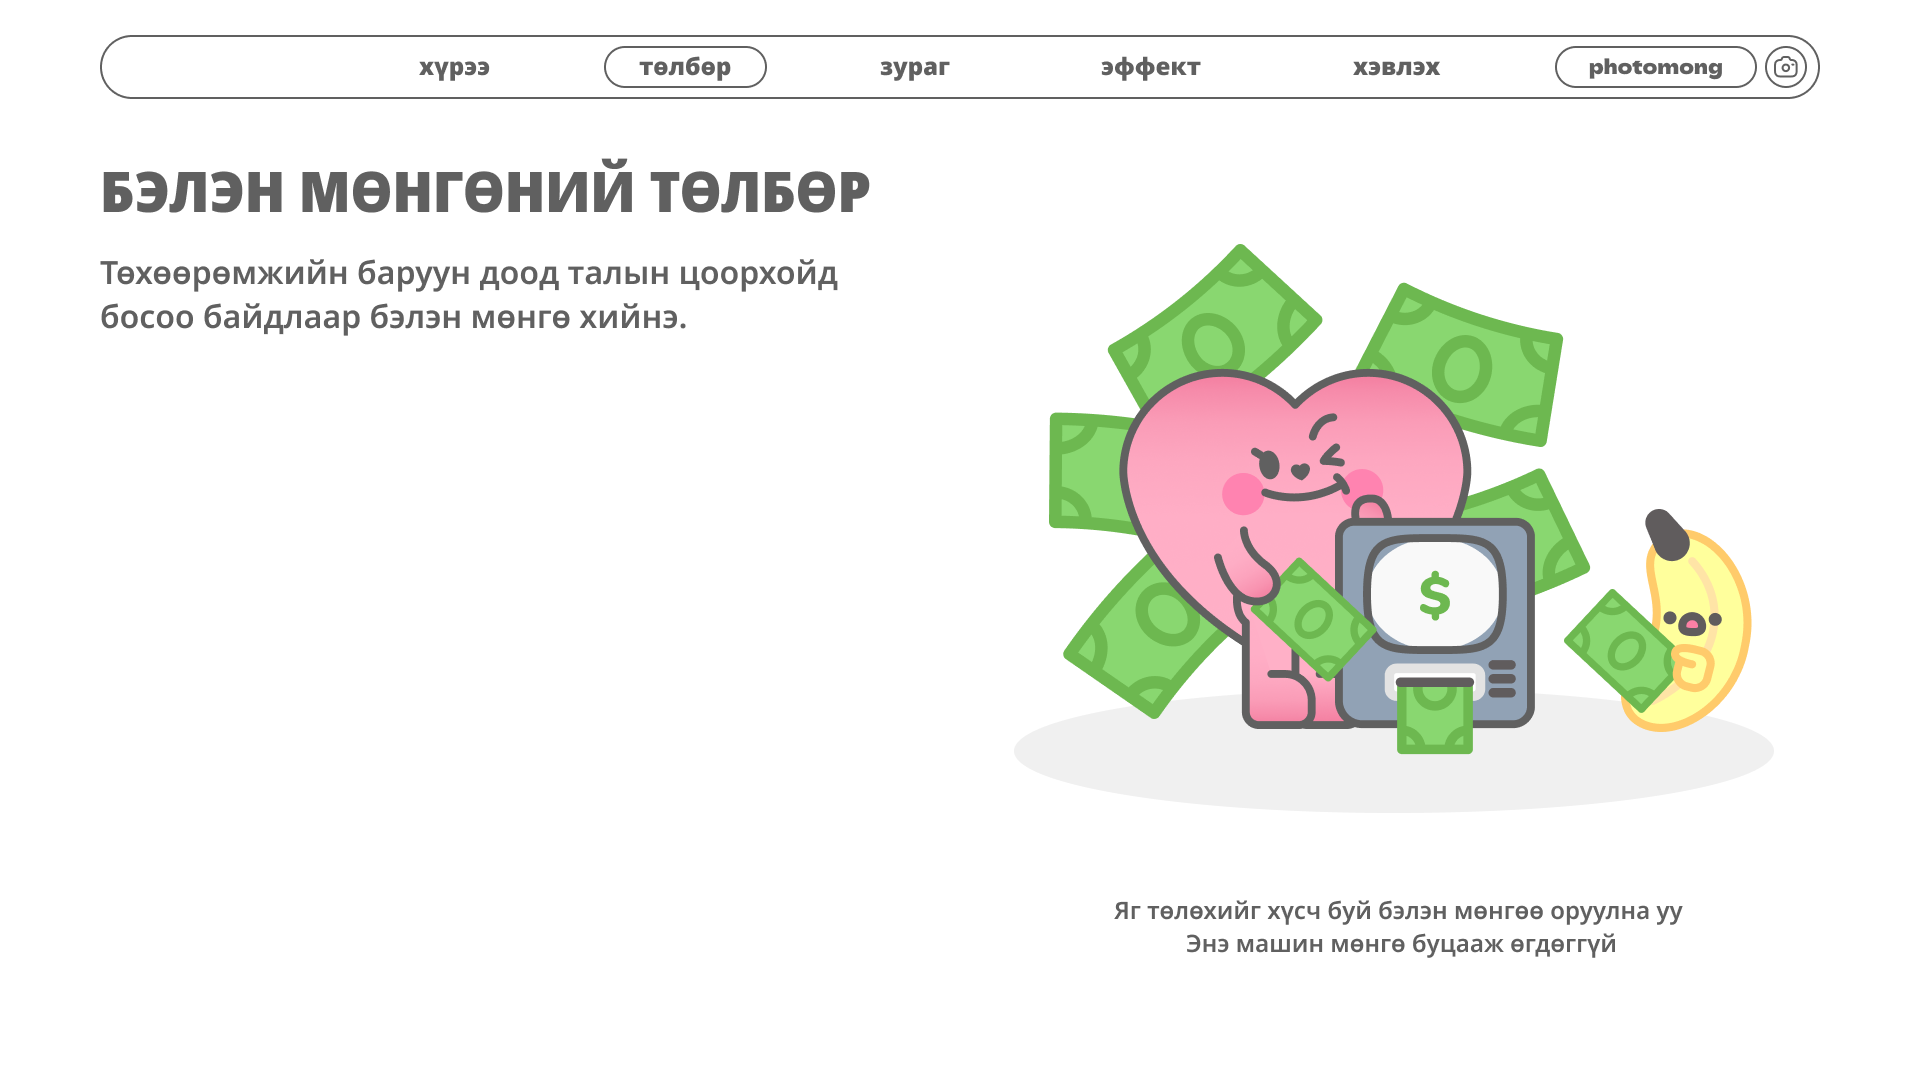 хүрээ
төлбөр
зураг
эффект
хэвлэх
photomong
БЭЛЭН МӨНГӨНИЙ ТӨЛБӨР
Төхөөрөмжийн баруун доод талын цоорхойд
босоо байдлаар бэлэн мөнгө хийнэ.
$
Яг төлөхийг хүсч буй бэлэн мөнгөө оруулна уу
Энэ машин мөнгө буцааж өгдөггүй